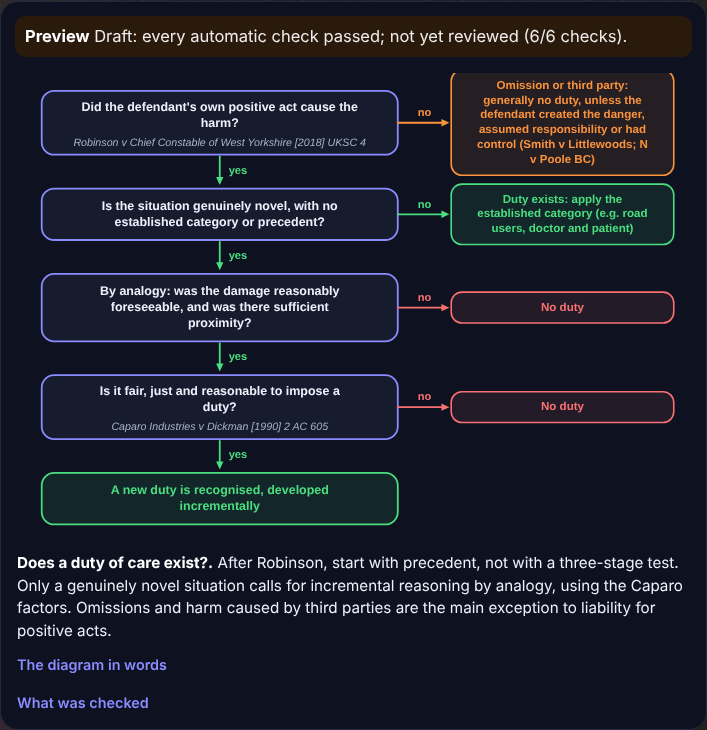 Preview Draft: every automatic check passed; not yet reviewed (6/6 checks).
Did the defendant's own positive act cause the
harm?
Robinson v Chief Constable of West Yorkshire [2018] UKSC 4
no
Omission or third party:
generally no duty, unless the
defendant created the danger,
assumed responsibility or had
control (Smith v Littlewoods; N
v Poole BC)
yes
Is the situation genuinely novel, with no
established category or precedent?
no
Duty exists: apply the
established category (e.g. road
users, doctor and patient)
yes
By analogy: was the damage reasonably
foreseeable, and was there sufficient
proximity?
no
No duty
yes
Is it fair, just and reasonable to impose a
duty?
Caparo Industries v Dickman [1990] 2 AC 605
no
No duty
yes
A new duty is recognised, developed
incrementally
Does a duty of care exist?. After Robinson, start with precedent, not with a three-stage test.
Only a genuinely novel situation calls for incremental reasoning by analogy, using the Caparo
factors. Omissions and harm caused by third parties are the main exception to liability for
positive acts.
The diagram in words
What was checked